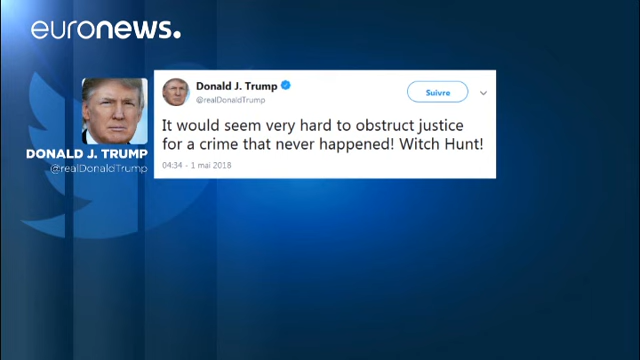 euronews.
Donald J. Trump
@realDonaldTrump
Suivre
It would seem very hard to obstruct justice
for a crime that never happened! Witch Hunt!
04:34 - 1 mai 2018
DONALD J. TRUMP
@realDonaldTrump